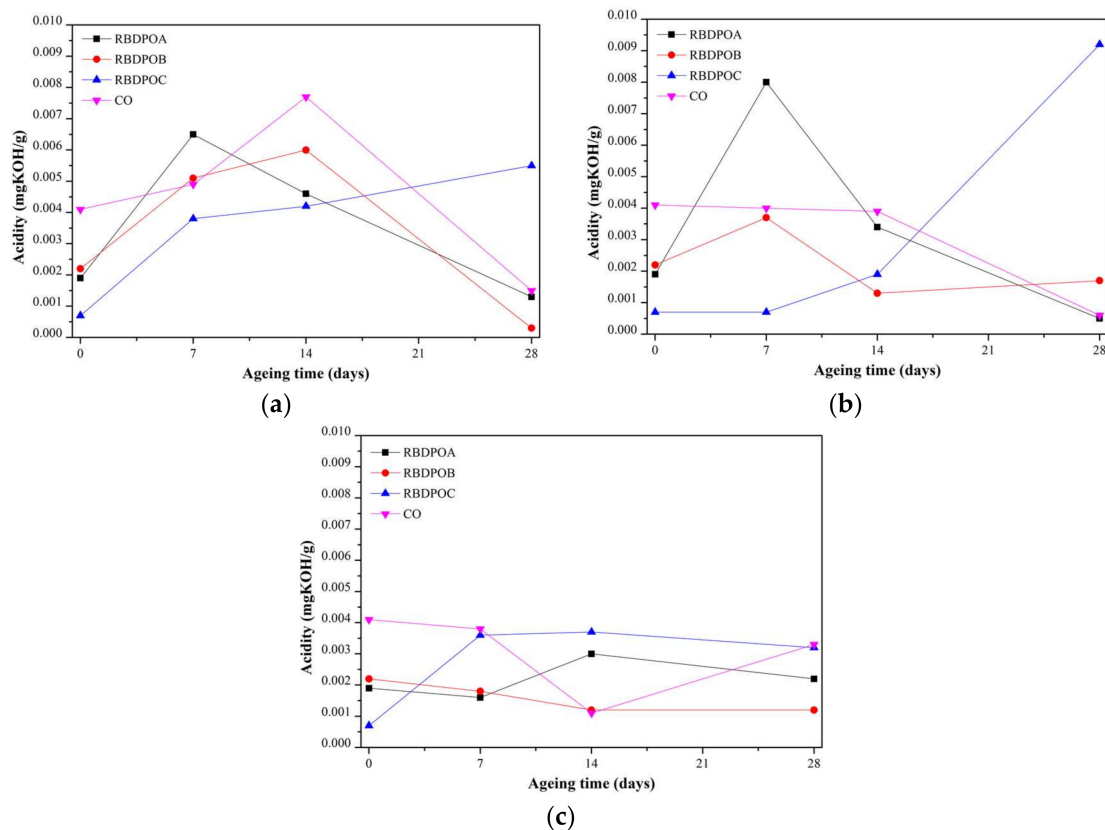 0.010
0.009
0.008
0.007
0.006
0.005
0.004
0.003
0.002
0.001
0.000
Acidity (mgKOH/g)
RBDPOA
RBDPOB
RBDPOC
CO
0 7 14 21 28
Ageing time (days)
(a)
0.010
0.009
0.008
0.007
0.006
0.005
0.004
0.003
0.002
0.001
0.000
Acidity (mgKOH/g)
RBDPOA
RBDPOB
RBDPOC
CO
0 7 14 21 28
Ageing time (days)
(b)
0.010
0.009
0.008
0.007
0.006
0.005
0.004
0.003
0.002
0.001
0.000
Acidity (mgKOH/g)
RBDPOA
RBDPOB
RBDPOC
CO
0 7 14 21 28
Ageing time (days)
(c)